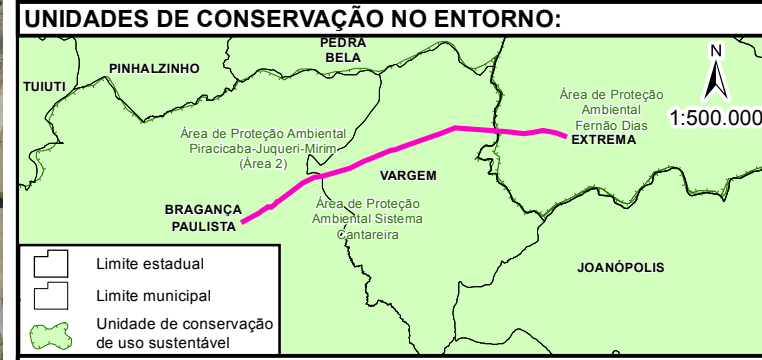 UNIDADES DE CONSERVAÇÃO NO ENTORNO:
PEDRA
BELA
PINHALZINHO
TUIUTI
N
1:500.000
Área de Proteção
Ambiental
Fernão Dias
EXTREMA
Área de Proteção Ambiental
Piracicaba-Juqueri-Mirim
(Área 2)
VARGEM
BRAGANÇA
PAULISTA
Área de Proteção
Ambiental Sistema
Cantareira
JOANÓPOLIS
Limite estadual
Limite municipal
Unidade de conservação
de uso sustentável